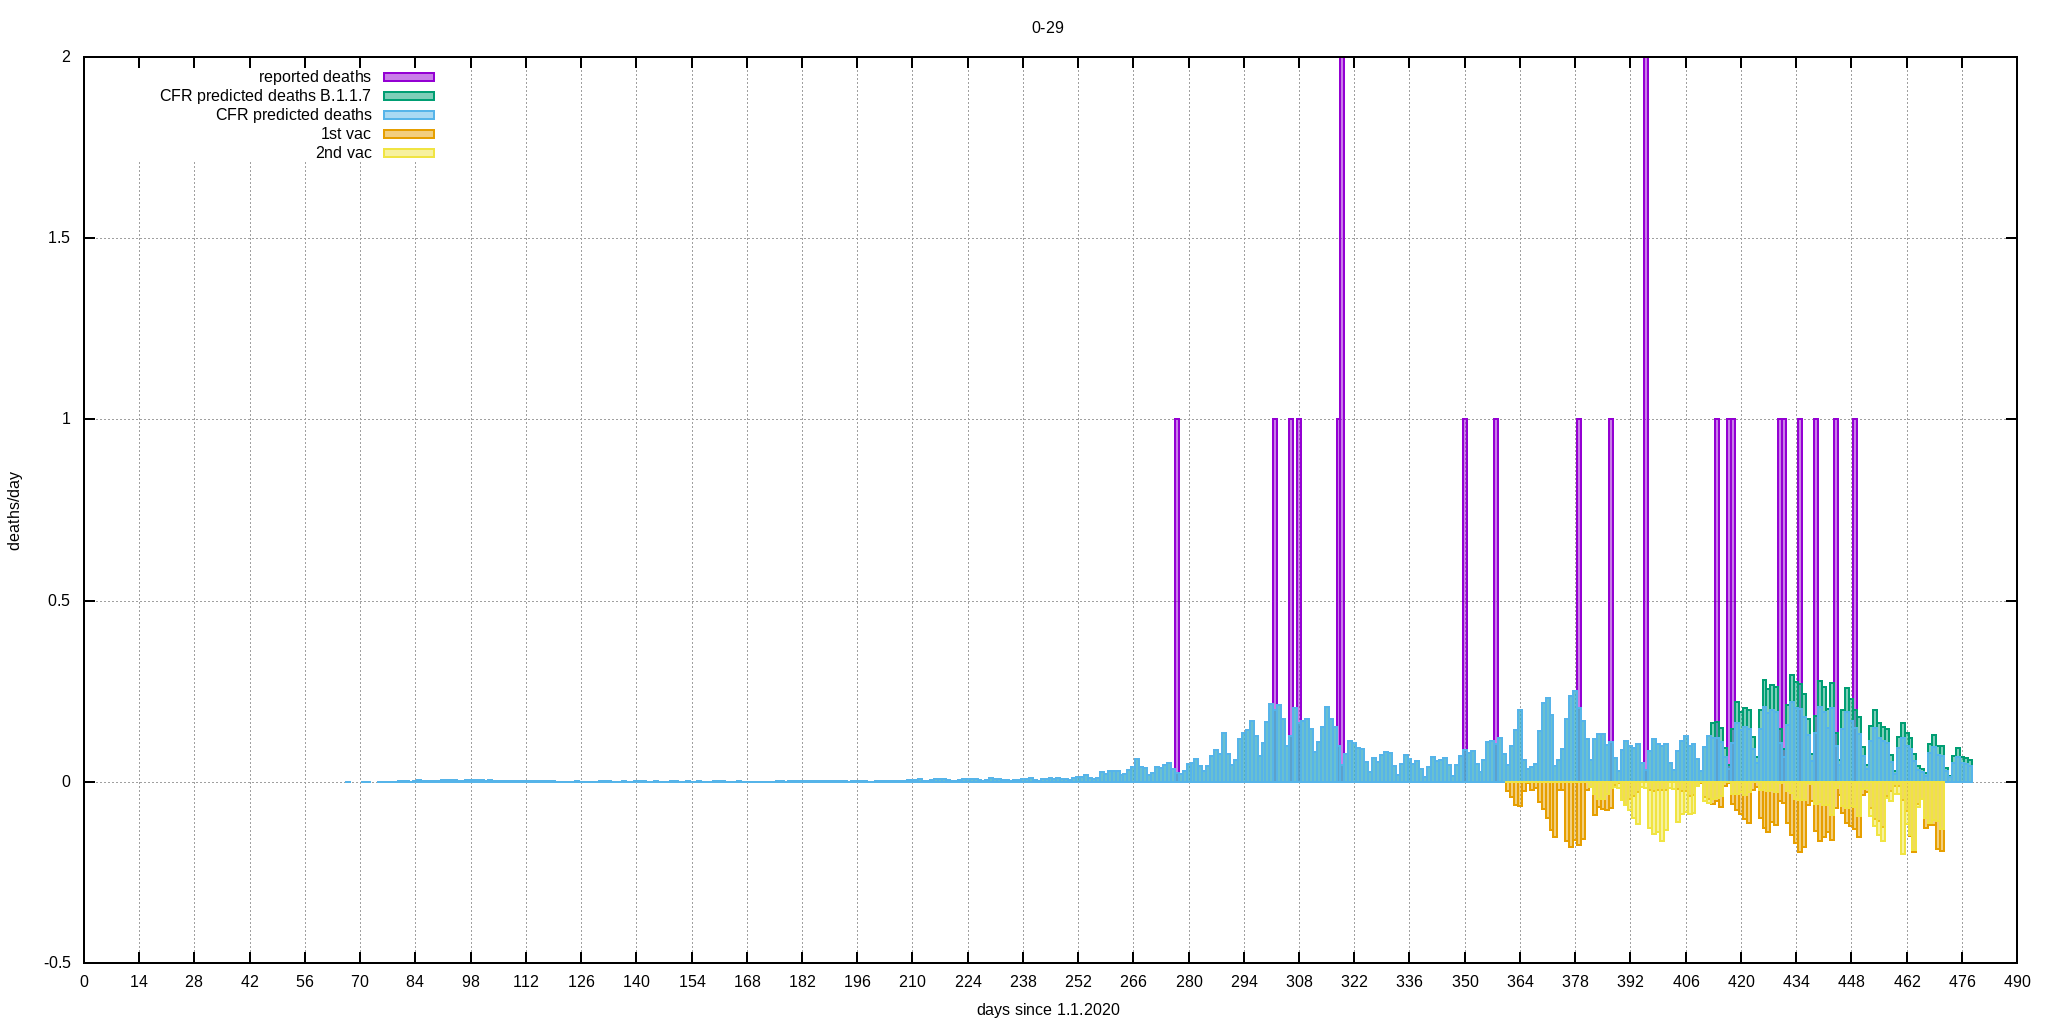 0-29
reported deaths
CFR predicted deaths B.1.1.7
CFR predicted deaths
1st vac
2nd vac
2
1.5
1
0.5
0
-0.5
deaths/day
0 14 28 42 56 70 84 98 112 126 140 154 168 182 196 210 224 238 252 266 280 294 308 322 336 350 364 378 392 406 420 434 448 462 476 490
days since 1.1.2020